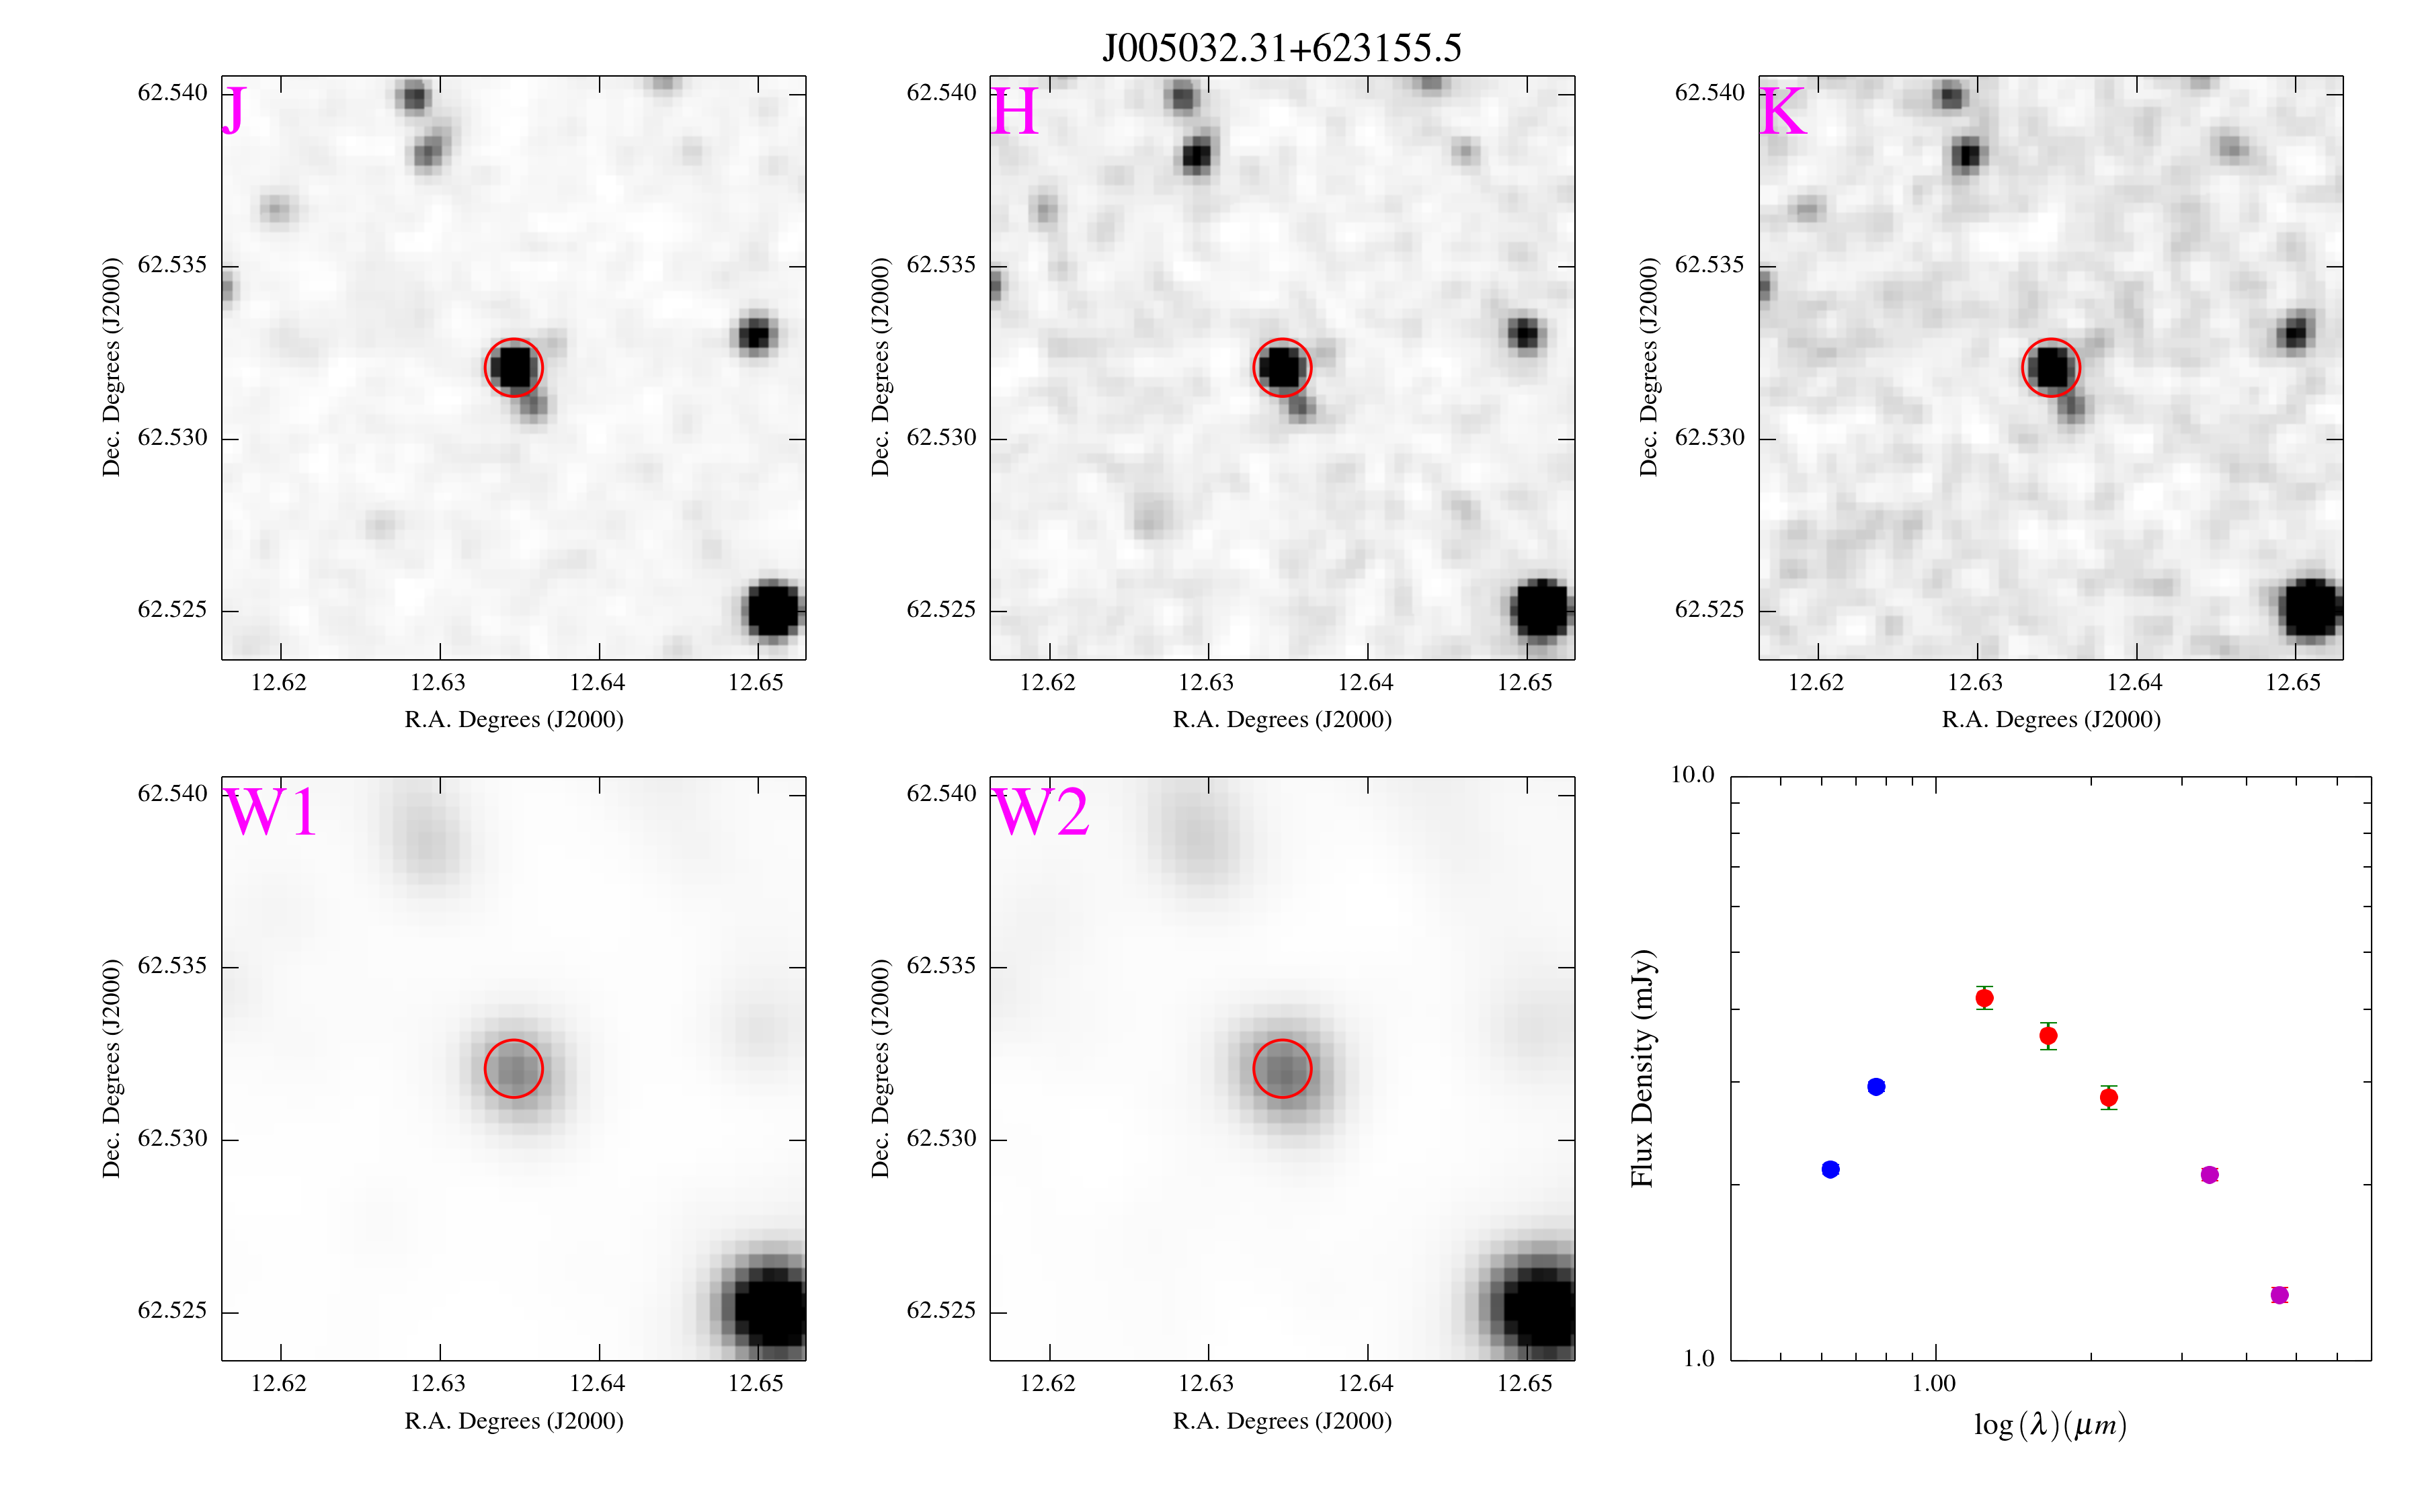 J005032.31+623155.5
J
H
K
62.540
62.535
62.530
62.525
Dec. Degrees (J2000)
12.62
12.63
12.64
12.65
R.A. Degrees (J2000)
62.540
62.535
62.530
62.525
Dec. Degrees (J2000)
12.62
12.63
12.64
12.65
R.A. Degrees (J2000)
62.540
62.535
62.530
62.525
Dec. Degrees (J2000)
12.62
12.63
12.64
12.65
R.A. Degrees (J2000)
W1
62.540
62.535
62.530
62.525
Dec. Degrees (J2000)
12.62
12.63
12.64
12.65
R.A. Degrees (J2000)
W2
62.540
62.535
62.530
62.525
Dec. Degrees (J2000)
12.62
12.63
12.64
12.65
R.A. Degrees (J2000)
10.0
1.0
Flux Density (mJy)
1.00
log(λ)(μm)